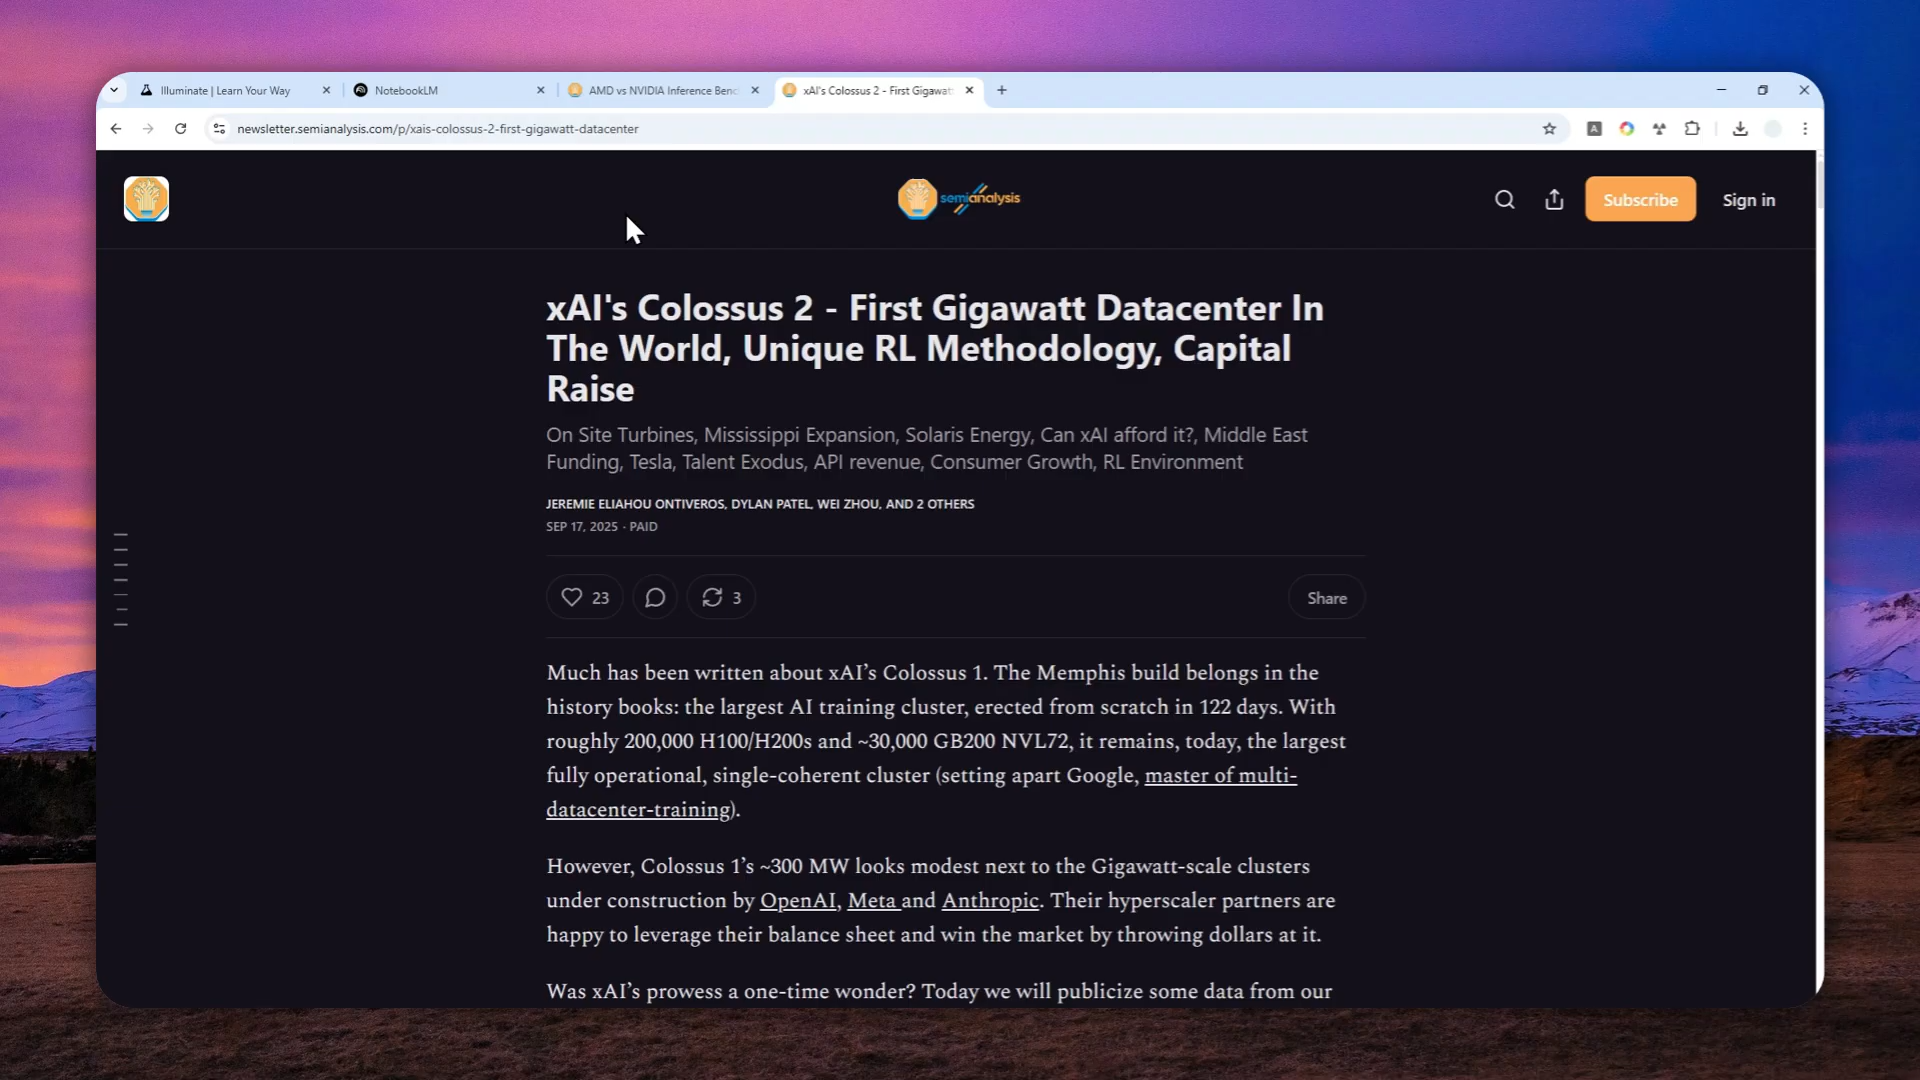 Illuminate | Learn Your Way
NotebookLM
AMD vs NVIDIA Inference Benc
xAI's Colossus 2 - First Gigawat
newsletter.semianalysis.com/p/xais-colossus-2-first-gigawatt-datacenter
A
semianalysis
Subscribe
Sign in
xAI's Colossus 2 - First Gigawatt Datacenter In
The World, Unique RL Methodology, Capital
Raise
On Site Turbines, Mississippi Expansion, Solaris Energy, Can xAI afford it?, Middle East
Funding, Tesla, Talent Exodus, API revenue, Consumer Growth, RL Environment
JEREMIE ELIAHOU ONTIVEROS, DYLAN PATEL, WEI ZHOU, AND 2 OTHERS
SEP 17, 2025 · PAID
23
3
Share
Much has been written about xAI’s Colossus 1. The Memphis build belongs in the
history books: the largest AI training cluster, erected from scratch in 122 days. With
roughly 200,000 H100/H200s and ~30,000 GB200 NVL72, it remains, today, the largest
fully operational, single-coherent cluster (setting apart Google, master of multi-
datacenter-training).
However, Colossus 1’s ~300 MW looks modest next to the Gigawatt-scale clusters
under construction by OpenAI, Meta and Anthropic. Their hyperscaler partners are
happy to leverage their balance sheet and win the market by throwing dollars at it.
Was xAI’s prowess a one-time wonder? Today we will publicize some data from our